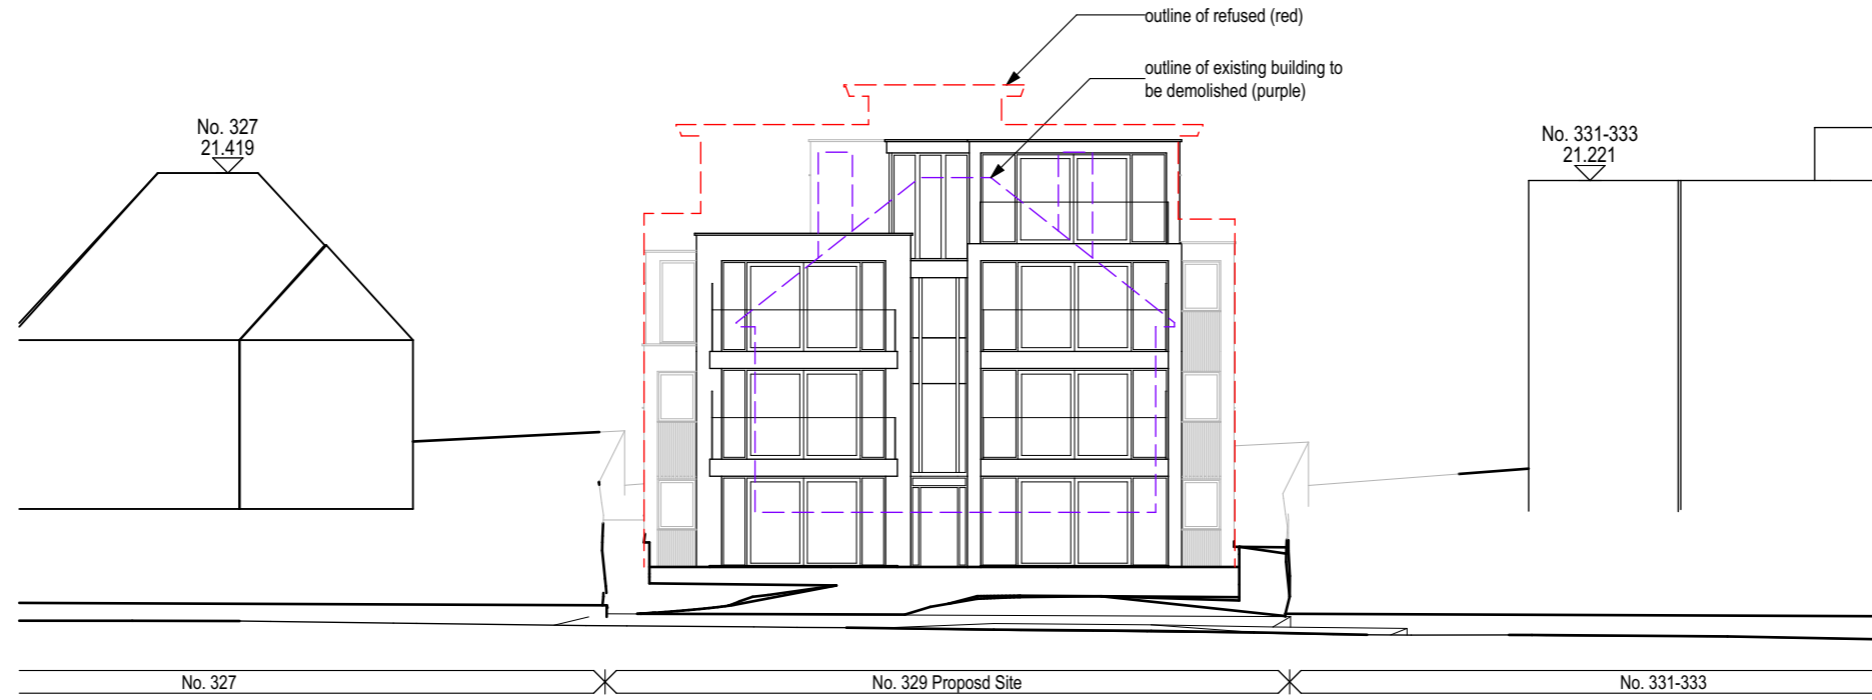 outline of refused (red)
outline of existing building to
be demolished (purple)
No. 327
21.419
No. 331-333
21.221
No. 327
No. 329 Proposd Site
No. 331-333